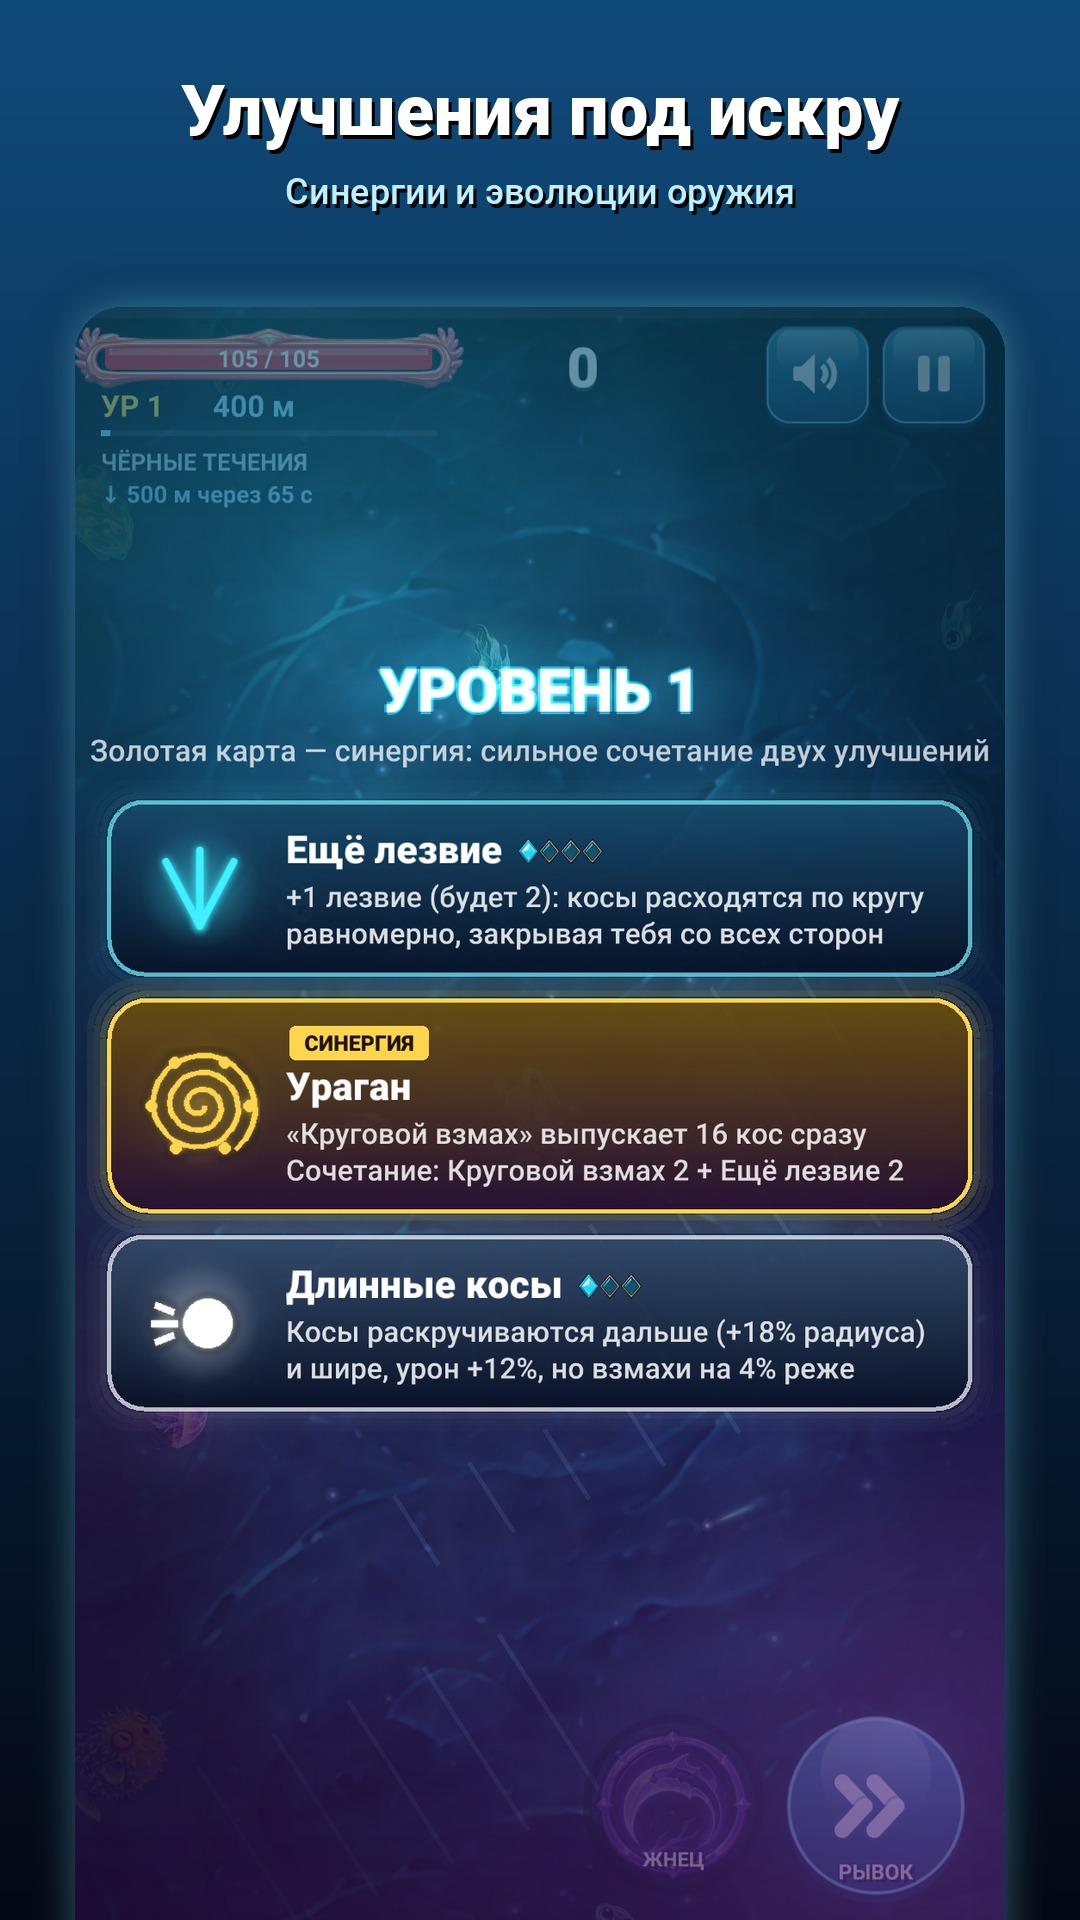 Улучшения под искру
Синергии и эволюции оружия
105 / 105
0
УР 1 400 м
ЧЁРНЫЕ ТЕЧЕНИЯ
↓ 500 м через 65 с
УРОВЕНЬ 1
Золотая карта — синергия: сильное сочетание двух улучшений
Ещё лезвие
+1 лезвие (будет 2): косы расходятся по кругу
равномерно, закрывая тебя со всех сторон
СИНЕРГИЯ
Ураган
«Круговой взмах» выпускает 16 кос сразу
Сочетание: Круговой взмах 2 + Ещё лезвие 2
Длинные косы
Косы раскручиваются дальше (+18% радиуса)
и шире, урон +12%, но взмахи на 4% реже
ЖНЕЦ
РЫВОК